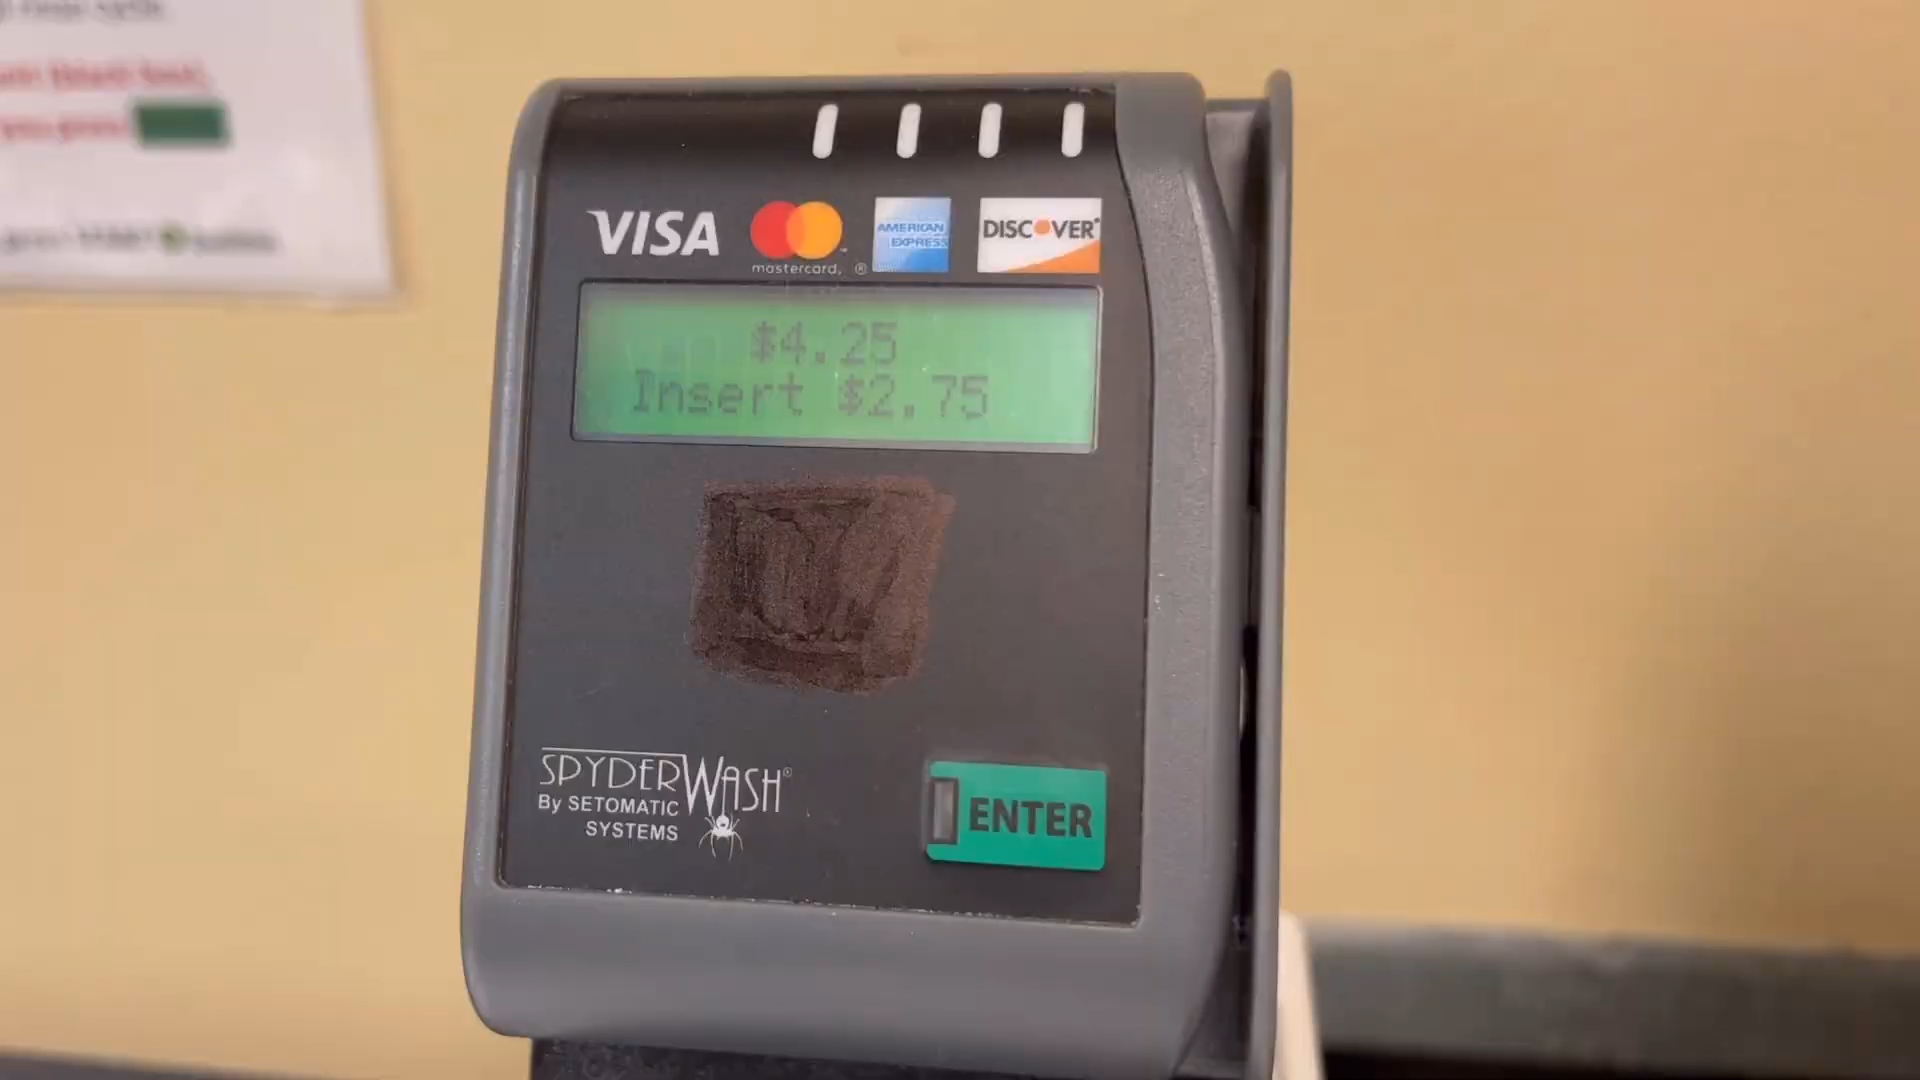 VISA
mastercard®
AMERICAN
EXPRESS
DISCOVER®
$4.25
Insert $2.75
SPYDERWASH®
By SETOMATIC
SYSTEMS
ENTER